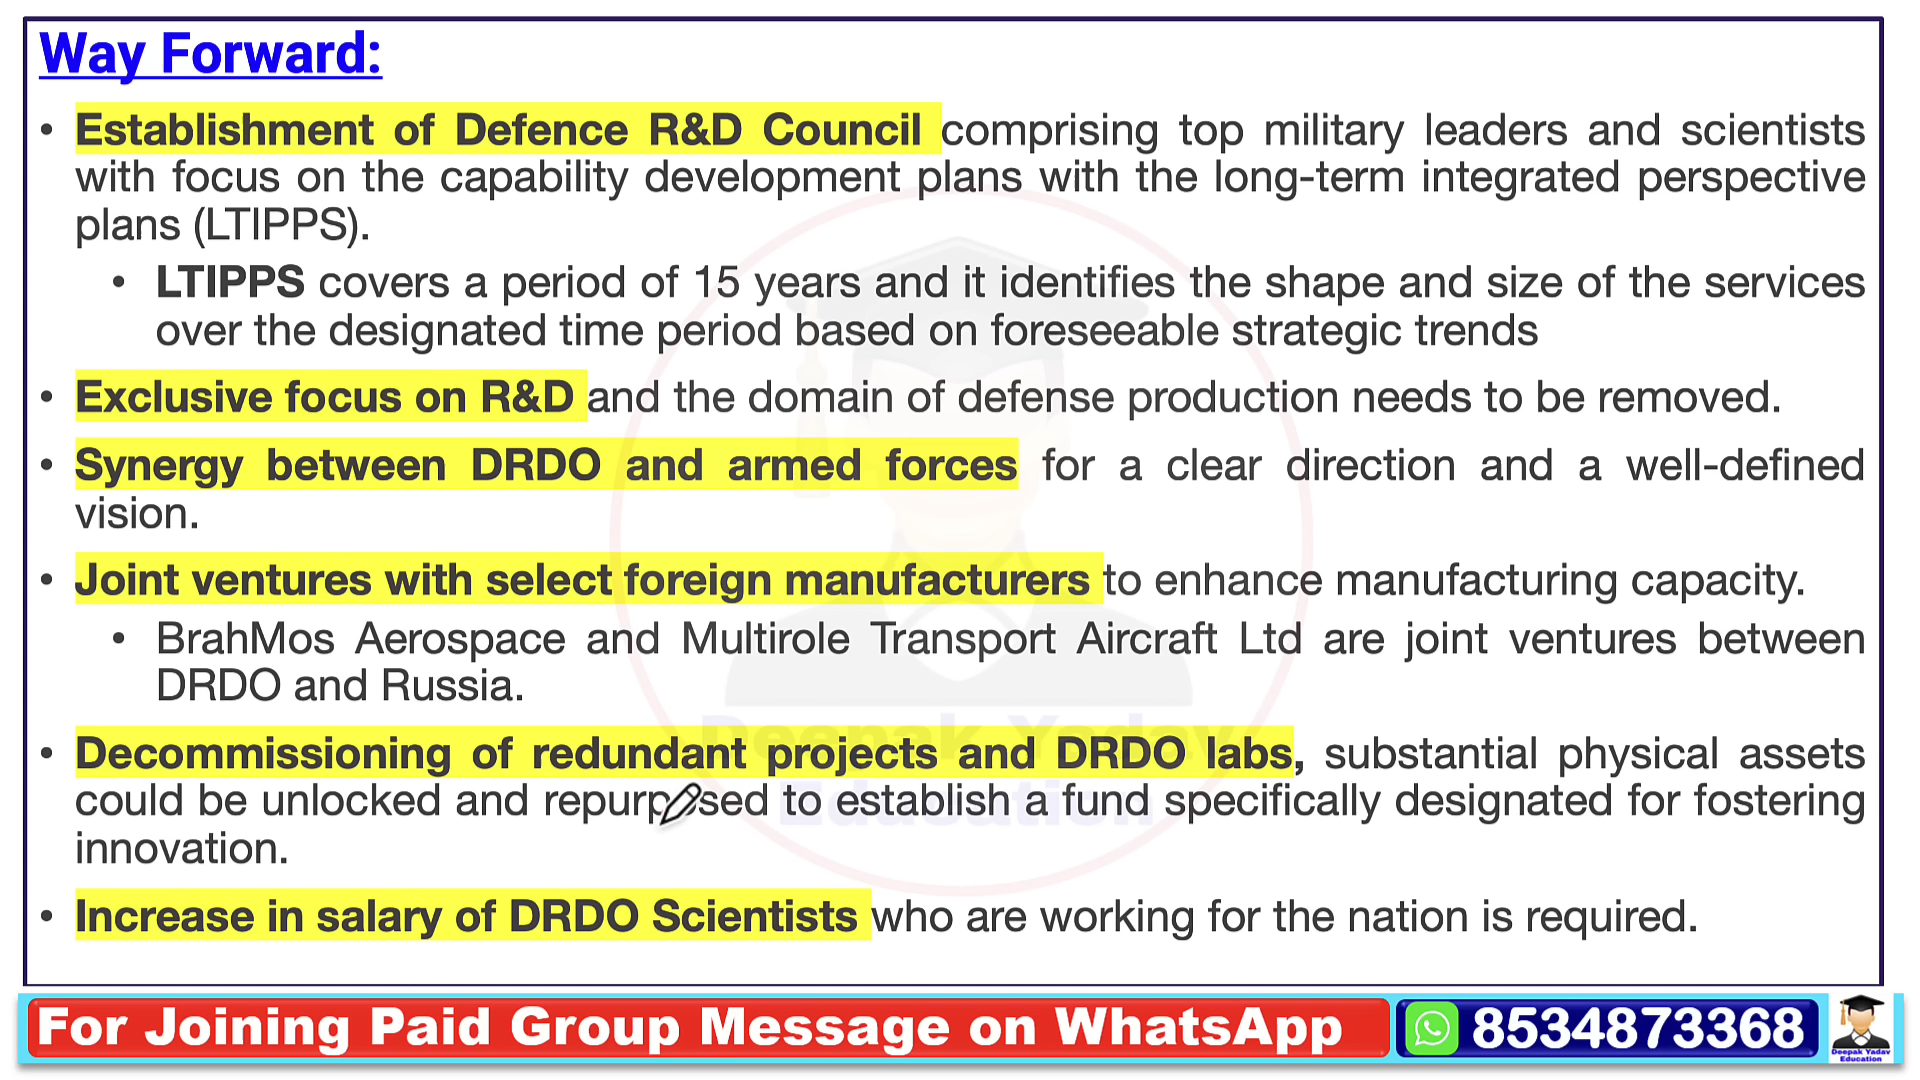 Way Forward:
• Establishment of Defence R&D Council comprising top military leaders and scientists
with focus on the capability development plans with the long-term integrated perspective
plans (LTIPPS).
• LTIPPS covers a period of 15 years and it identifies the shape and size of the services
over the designated time period based on foreseeable strategic trends
• Exclusive focus on R&D and the domain of defense production needs to be removed.
• Synergy between DRDO and armed forces for a clear direction and a well-defined
vision.
• Joint ventures with select foreign manufacturers to enhance manufacturing capacity.
• BrahMos Aerospace and Multirole Transport Aircraft Ltd are joint ventures between
DRDO and Russia.
• Decommissioning of redundant projects and DRDO labs, substantial physical assets
could be unlocked and repurposed to establish a fund specifically designated for fostering
innovation.
• Increase in salary of DRDO Scientists who are working for the nation is required.
Deepak Yadav
Education
For Joining Paid Group Message on WhatsApp
8534873368
Deepak Yadav
Education